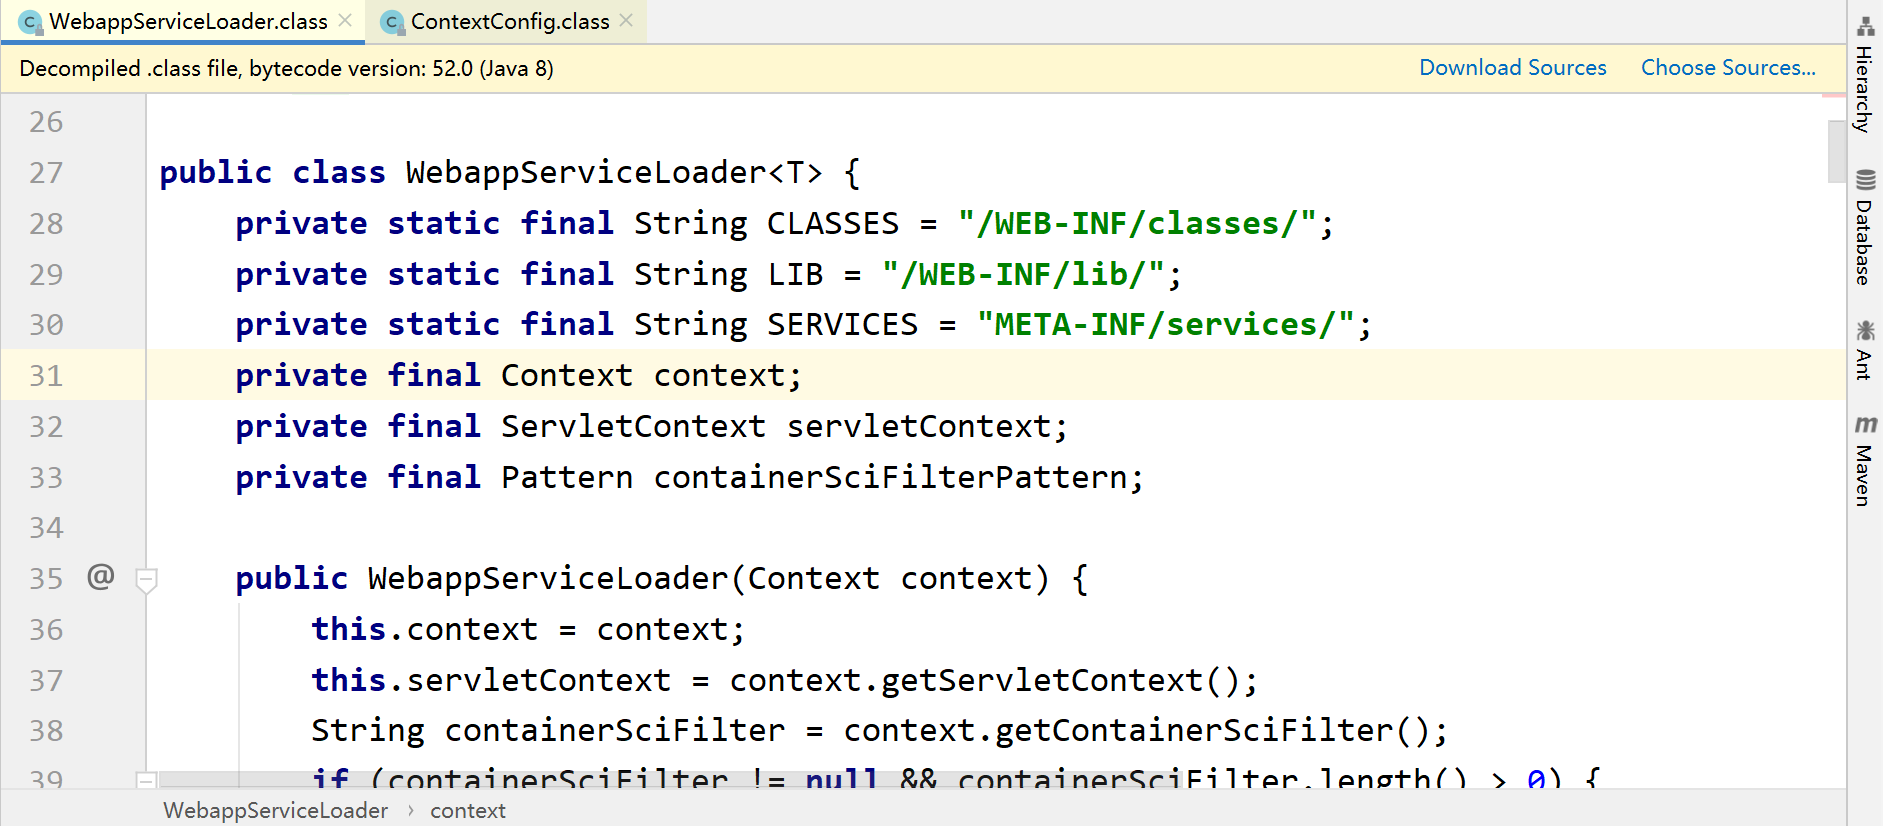 WebappServiceLoader.class ContextConfig.class
Decompiled .class file, bytecode version: 52.0 (Java 8) Download Sources Choose Sources...
26
27 public class WebappServiceLoader<T> {
28 private static final String CLASSES = "/WEB-INF/classes/";
29 private static final String LIB = "/WEB-INF/lib/";
30 private static final String SERVICES = "META-INF/services/";
31 private final Context context;
32 private final ServletContext servletContext;
33 private final Pattern containerSciFilterPattern;
34
35 @ public WebappServiceLoader(Context context) {
36 this.context = context;
37 this.servletContext = context.getServletContext();
38 String containerSciFilter = context.getContainerSciFilter();
39 if (containerSciFilter != null && containerSciFilter.length() > 0) {
WebappServiceLoader › context
Hierarchy
Database
Ant
m Maven